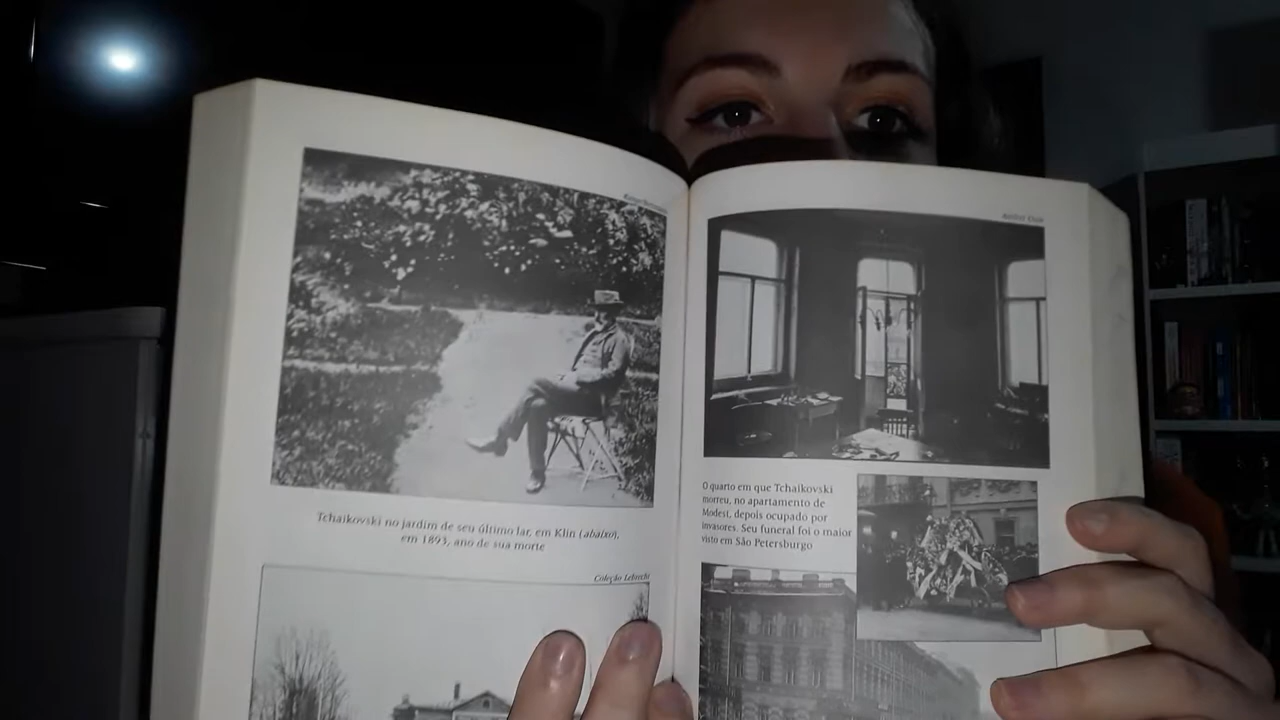 Tchaikovski no jardim de seu último lar, em Klin (abaixo),
em 1893, ano de sua morte
Coleção Lebrecht
O quarto em que Tchaikovski
morreu, no apartamento de
Modest, depois ocupado por
invasores. Seu funeral foi o maior
visto em São Petersburgo